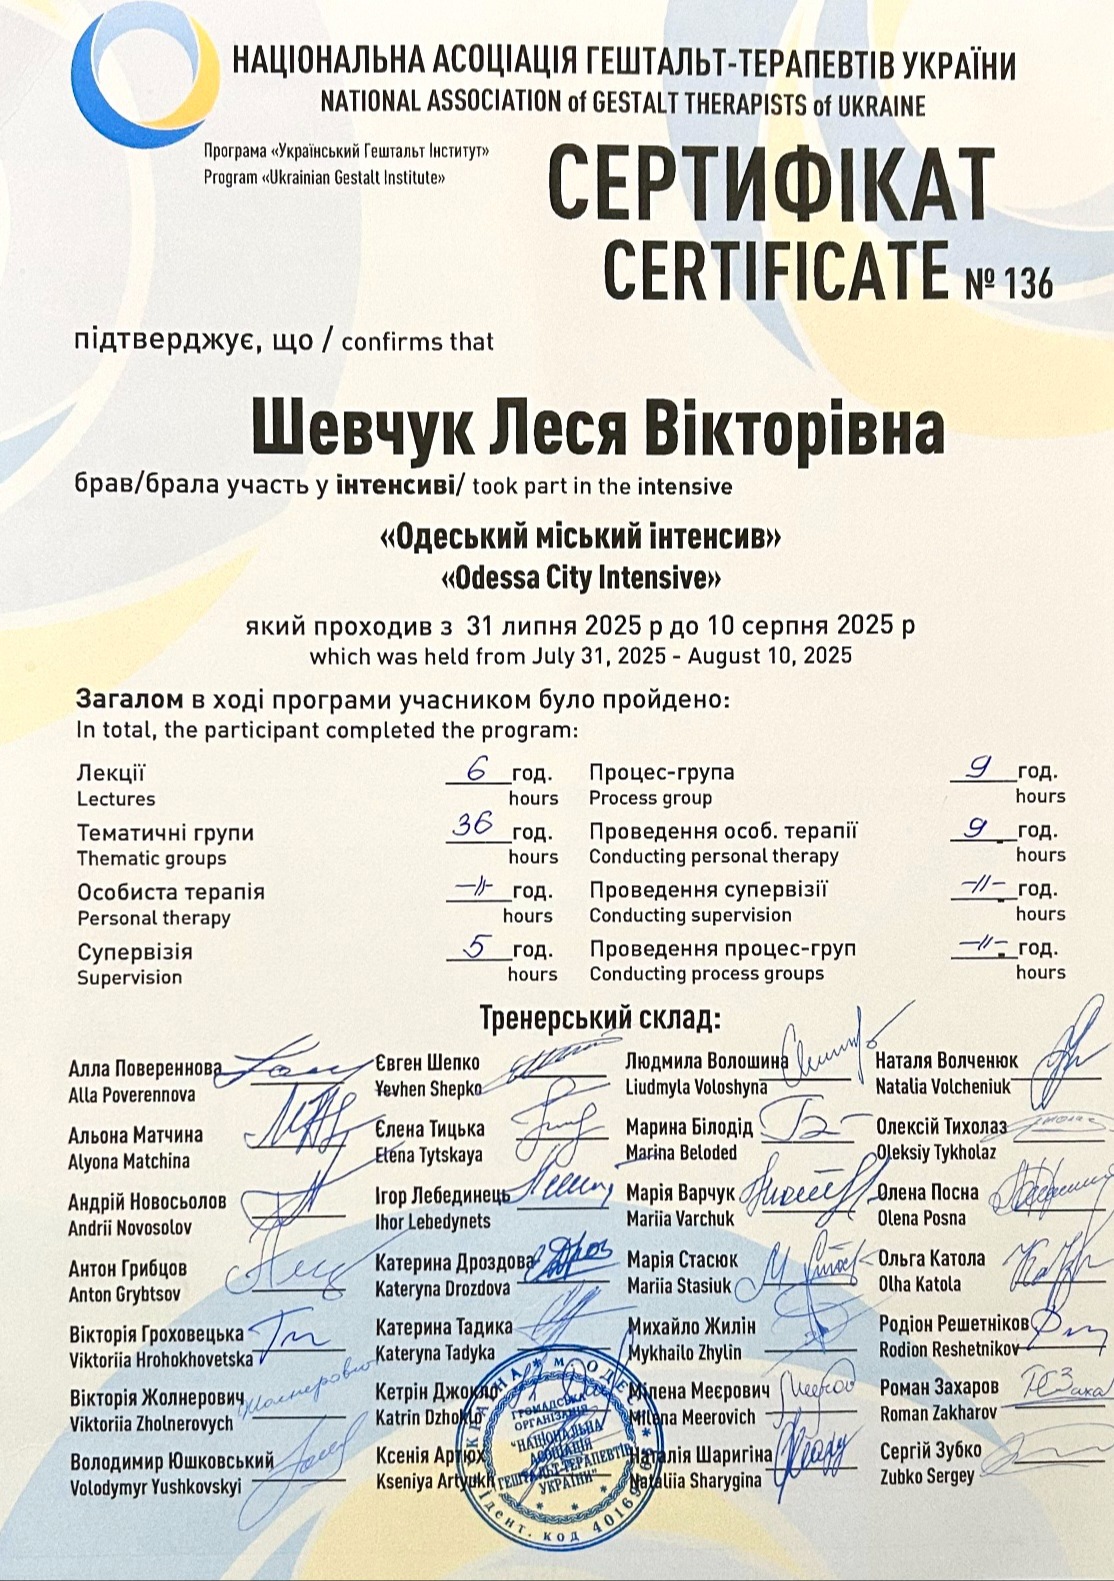 НАЦІОНАЛЬНА АСОЦІАЦІЯ ГЕШТАЛЬТ-ТЕРАПЕВТІВ УКРАЇНИ
NATIONAL ASSOCIATION of GESTALT THERAPISTS of UKRAINE
Програма «Український Гештальт Інститут»
Program «Ukrainian Gestalt Institute»
СЕРТИФІКАТ
CERTIFICATE № 136
підтверджує, що / confirms that
Шевчук Леся Вікторівна
брав/брала участь у інтенсиві/ took part in the intensive
«Одеський міський інтенсив»
«Odessa City Intensive»
який проходив з 31 липня 2025 р до 10 серпня 2025 р
which was held from July 31, 2025 - August 10, 2025
Загалом в ході програми учасником було пройдено:
In total, the participant completed the program:
Лекції 6 год. Процес-група 9 год.
Lectures hours Process group hours
Тематичні групи 36 год. Проведення особ. терапії 9 год.
Thematic groups hours Conducting personal therapy hours
Особиста терапія —//— год. Проведення супервізії —//— год.
Personal therapy hours Conducting supervision hours
Супервізія 5 год. Проведення процес-груп —//— год.
Supervision hours Conducting process groups hours
Тренерський склад:
Алла Поверенова Євген Шепко Людмила Волошина Наталя Волченюк
Alla Poverennova Yevhen Shepko Liudmyla Voloshyna Natalia Volcheniuk
Альона Матчина Єлена Тицька Марина Білодід Олексій Тихолаз
Alyona Matchina Elena Tytskaya Marina Beloded Oleksiy Tykholaz
Андрій Новосьолов Ігор Лебединець Марія Варчук Олена Посна
Andrii Novosolov Ihor Lebedynets Mariia Varchuk Olena Posna
Антон Грибцов Катерина Дроздова Марія Стасюк Ольга Катола
Anton Grybtsov Kateryna Drozdova Mariia Stasiuk Olha Katola
Вікторія Гроховецька Катерина Тадика Михайло Жилін Родіон Решетніков
Viktoriia Hrohokhovetska Kateryna Tadyka Mykhailo Zhylin Rodion Reshetnikov
Вікторія Жолнерович Кетрін Джокло Мілена Меєрович Роман Захаров
Viktoriia Zholnerovych Katrin Dzhoklo Milena Meerovich Roman Zakharov
Володимир Юшковський Ксенія Артюх Наталія Шаригіна Сергій Зубко
Volodymyr Yushkovskyi Kseniya Artyukh Nataliia Sharygina Zubko Sergey
УКРАЇНА * м. ОДЕСА
ГРОМАДСЬКА
ОРГАНІЗАЦІЯ
"НАЦІОНАЛЬНА
АСОЦІАЦІЯ
ГЕШТАЛЬТ-ТЕРАПЕВТІВ
УКРАЇНИ"
Ідент. код